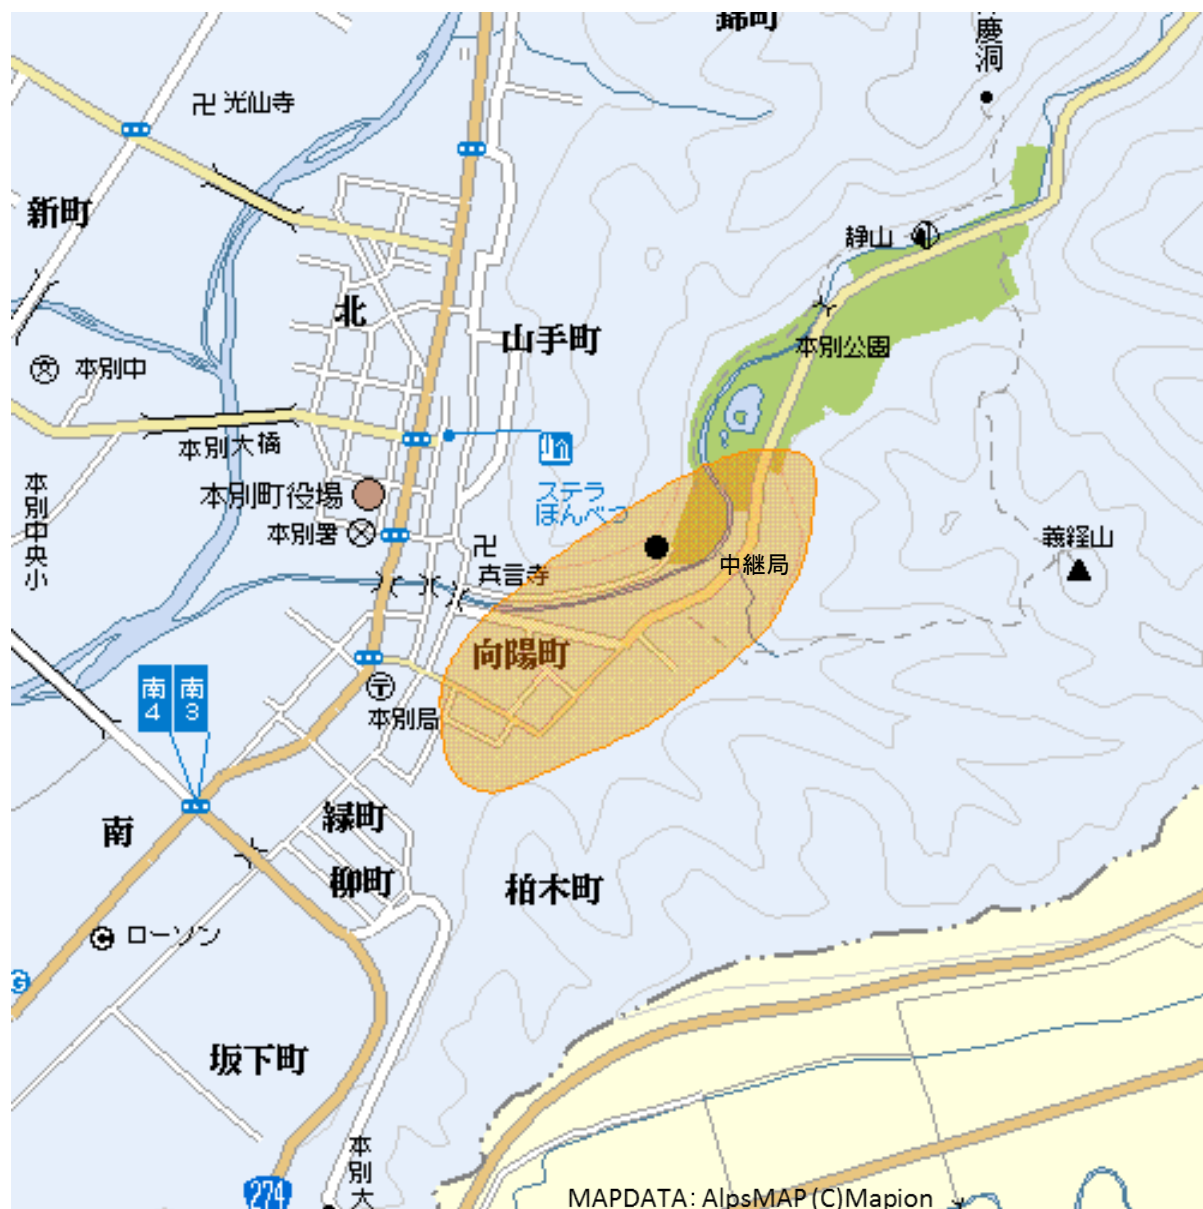 錦町
慶洞
光仙寺
新町
静山
北
山手町
本別公園
本別中
本別大橋
本別中央小
本別町役場
ステラ
ほんべつ
本別署
真言寺
中継局
義経山
向陽町
南4
南3
本別局
緑町
南
柳町
柏木町
ローソン
G
坂下町
本別大
274
MAPDATA: AlpsMAP (C)Mapion